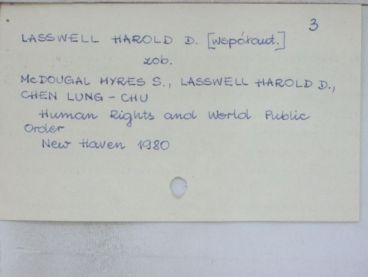 3
LASSWELL HAROLD D. [współaut.]
zob.
McDOUGAL MYRES S., LASSWELL HAROLD D.,
CHEN LUNG-CHU
Human Rights and World Public
Order
New Haven 1980